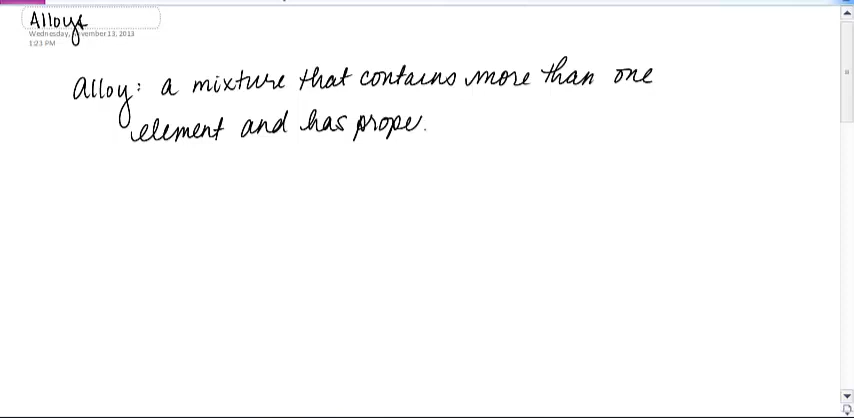 Alloys
Wednesday, November 13, 2013
1:23 PM
Alloy: a mixture that contains more than one
element and has prope.